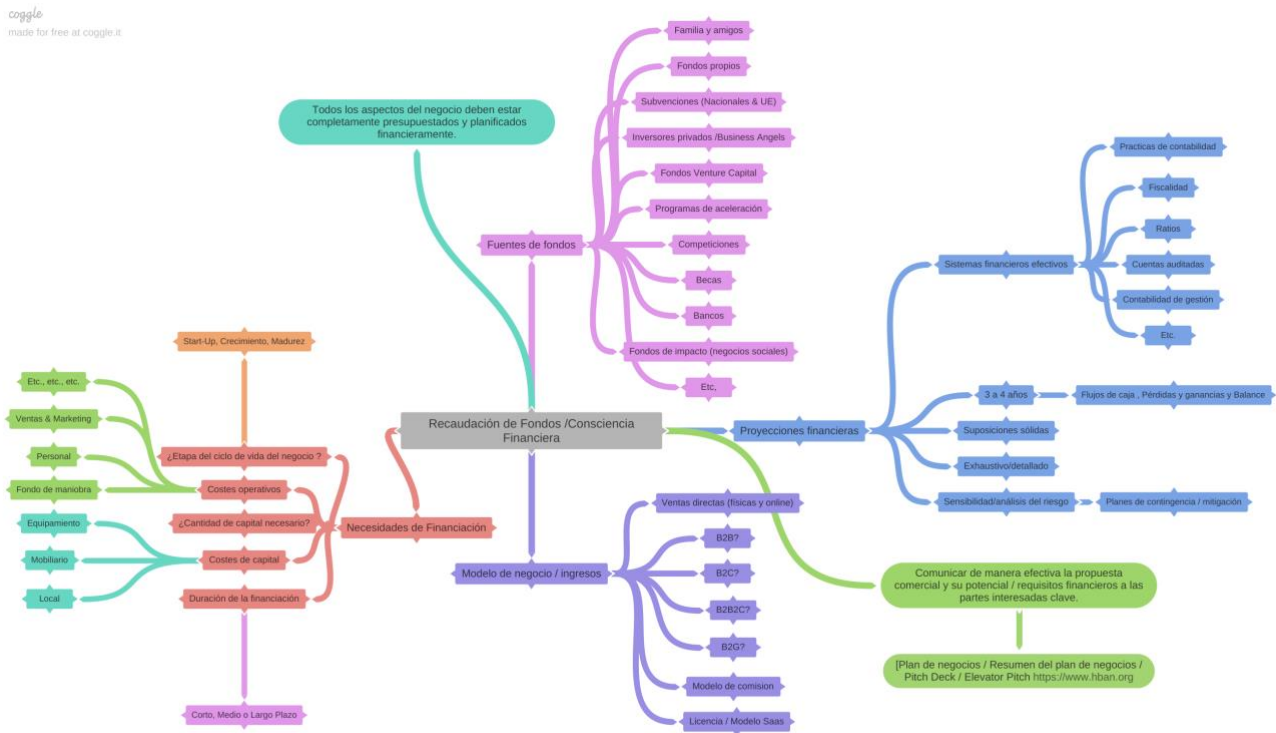 coggle
made for free at coggle.it
Todos los aspectos del negocio deben estar
completamente presupuestados y planificados
financieramente.
Familia y amigos
Fondos propios
Subvenciones (Nacionales & UE)
Inversores privados /Business Angels
Fondos Venture Capital
Programas de aceleración
Fuentes de fondos
Competiciones
Becas
Bancos
Fondos de impacto (negocios sociales)
Etc,
Practicas de contabilidad
Fiscalidad
Ratios
Sistemas financieros efectivos
Cuentas auditadas
Contabilidad de gestión
Etc.
Recaudación de Fondos /Consciencia
Financiera
Proyecciones financieras
3 a 4 años
Flujos de caja , Pérdidas y ganancias y Balance
Suposiciones sólidas
Exhaustivo/detallado
Sensibilidad/análisis del riesgo
Planes de contingencia / mitigación
Start-Up, Crecimiento, Madurez
Etc., etc., etc.
Ventas & Marketing
Personal
Fondo de maniobra
Equipamiento
Mobiliario
Local
¿Etapa del ciclo de vida del negocio ?
Costes operativos
¿Cantidad de capital necesario?
Costes de capital
Duración de la financiación
Necesidades de Financiación
Corto, Medio o Largo Plazo
Modelo de negocio / ingresos
Ventas directas (físicas y online)
B2B?
B2C?
B2B2C?
B2G?
Modelo de comision
Licencia / Modelo Saas
Comunicar de manera efectiva la propuesta
comercial y su potencial / requisitos financieros a las
partes interesadas clave.
[Plan de negocios / Resumen del plan de negocios /
Pitch Deck / Elevator Pitch https://www.hban.org